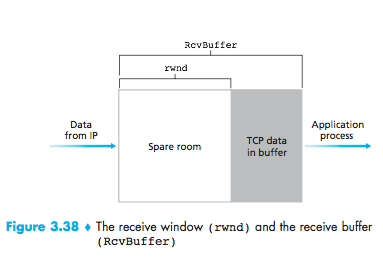 RcvBuffer
rwnd
Data
from IP
Spare room
TCP data
in buffer
Application
process
Figure 3.38 ♦ The receive window (rwnd) and the receive buffer
(RcvBuffer)